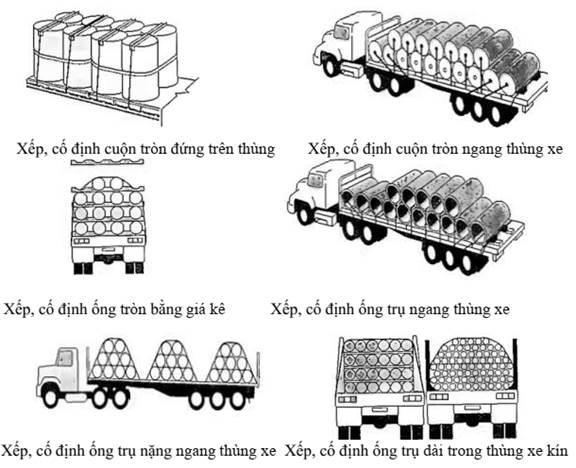 Xếp, cố định cuộn tròn đứng trên thùng
Xếp, cố định cuộn tròn ngang thùng xe
Xếp, cố định ống tròn bằng giá kê
Xếp, cố định ống trụ ngang thùng xe
Xếp, cố định ống trụ nặng ngang thùng xe
Xếp, cố định ống trụ dài trong thùng xe kín